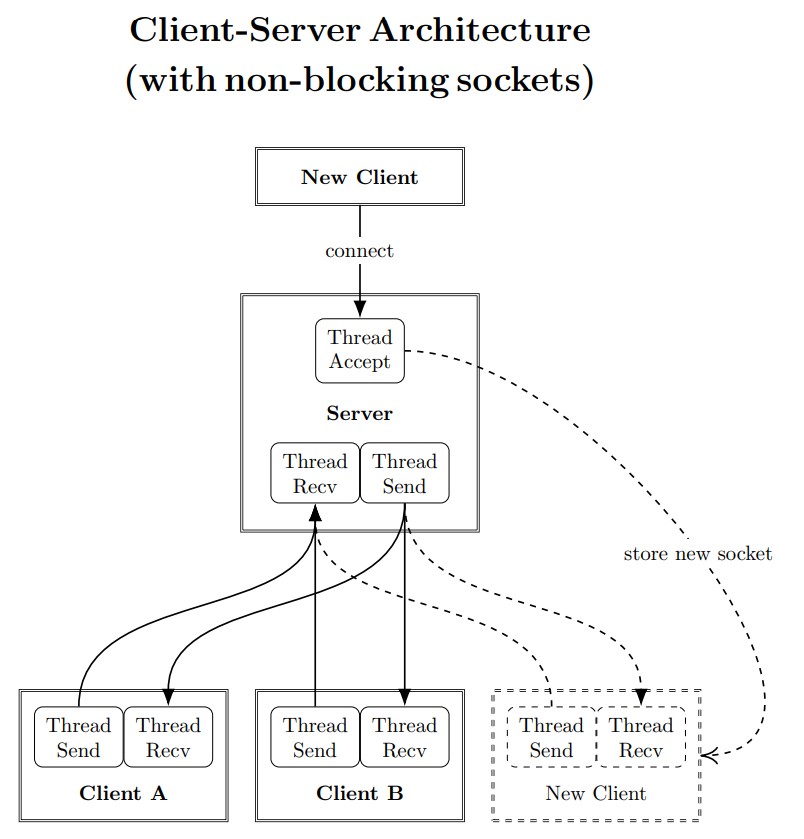 Client-Server Architecture
(with non-blocking sockets)
New Client
connect
Thread
Accept
Server
Thread
Recv
Thread
Send
store new socket
Thread
Send
Thread
Recv
Client A
Thread
Send
Thread
Recv
Client B
Thread
Send
Thread
Recv
New Client